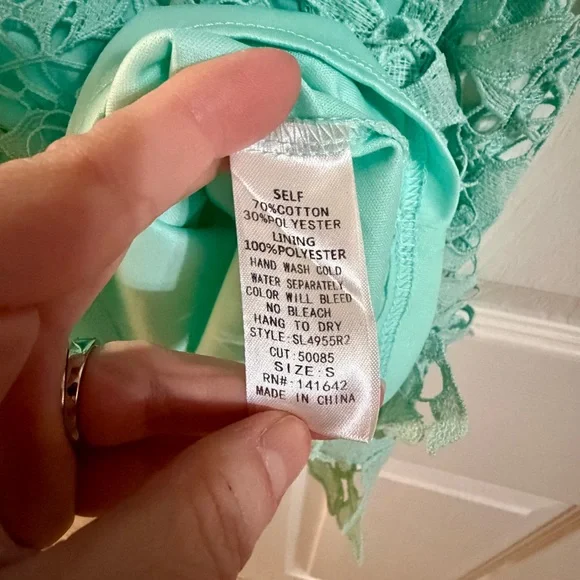 SELF
70%COTTON
30%POLYESTER
LINING
100%POLYESTER
HAND WASH COLD
WATER SEPARATELY
COLOR WILL BLEED
NO BLEACH
HANG TO DRY
STYLE:SL4955R2
CUT:50085
SIZE:S
RN#:141642
MADE IN CHINA